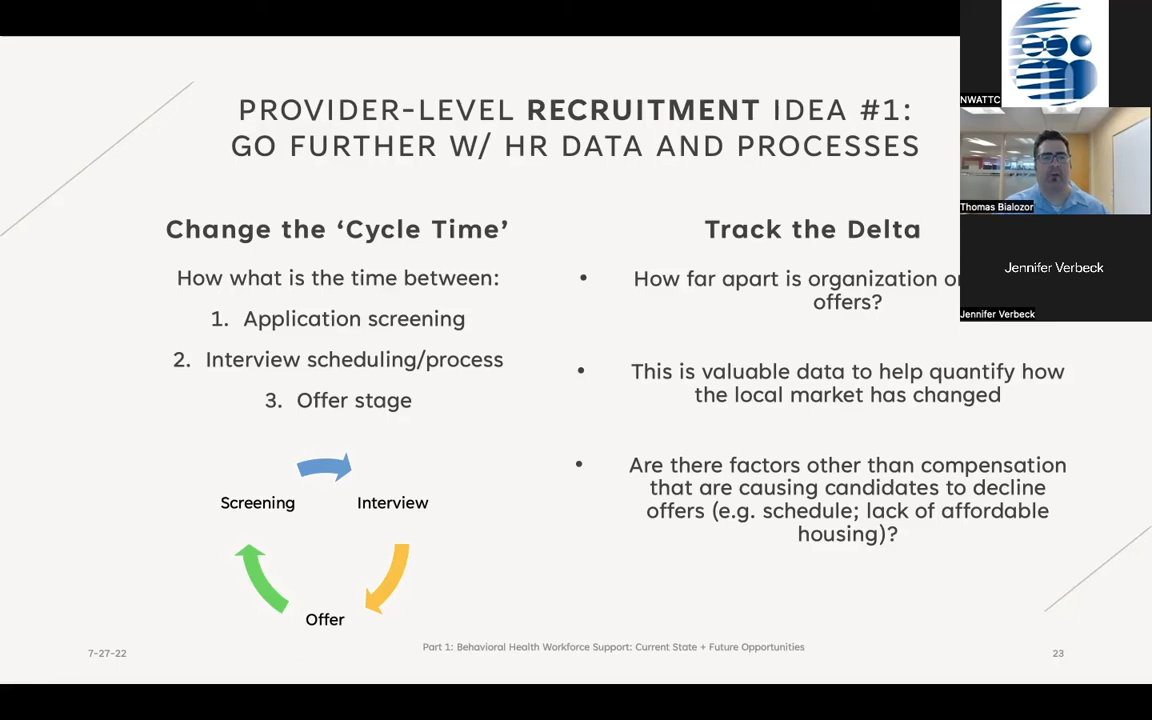 PROVIDER-LEVEL RECRUITMENT IDEA #1:
GO FURTHER W/ HR DATA AND PROCESSES
Change the ‘Cycle Time’
How what is the time between:
1. Application screening
2. Interview scheduling/process
3. Offer stage
Screening
Interview
Offer
Track the Delta
• How far apart is organization
offers?
• This is valuable data to help quantify how
the local market has changed
• Are there factors other than compensation
that are causing candidates to decline
offers (e.g. schedule; lack of affordable
housing)?
NWATTC
Thomas Bialozor
Jennifer Verbeck
Jennifer Verbeck
7-27-22
Part 1: Behavioral Health Workforce Support: Current State + Future Opportunities
23